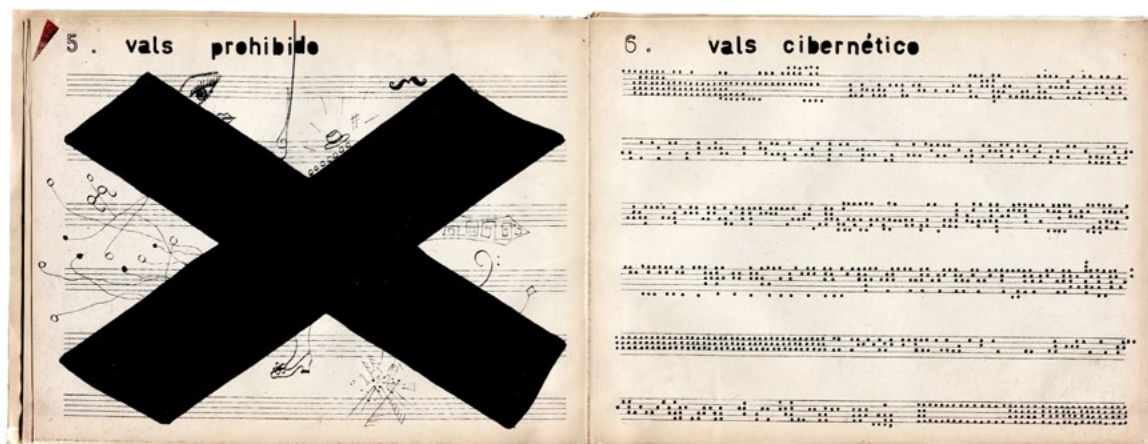 5. vals prohibido
6. vals cibernético